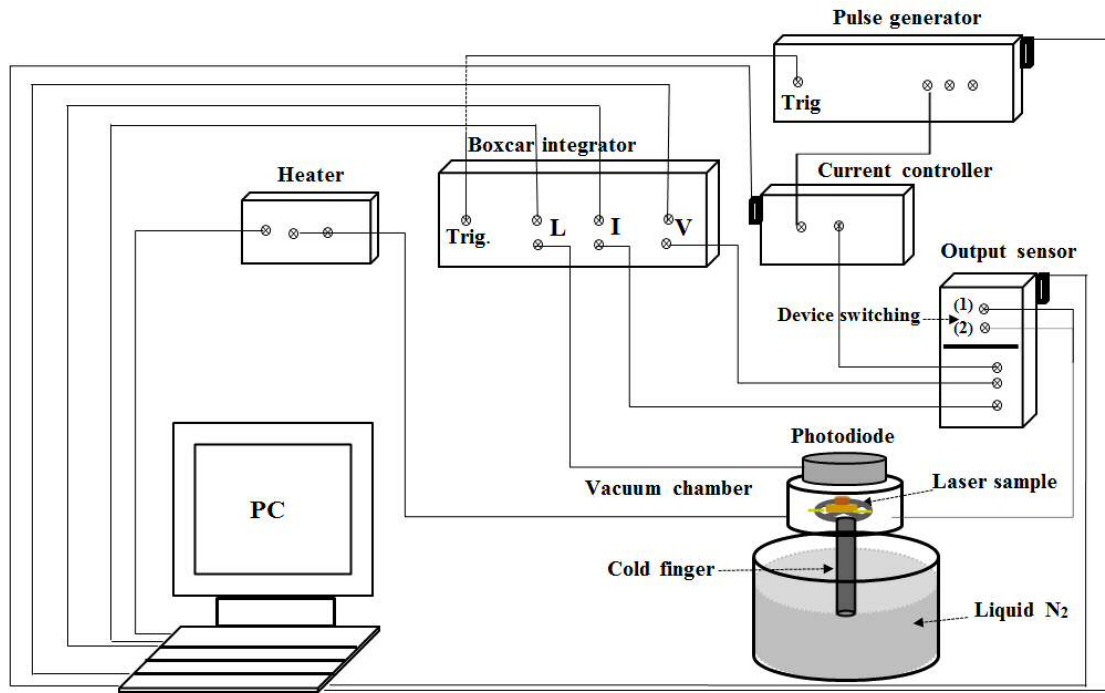 Pulse generator
Trig
Boxcar integrator
Heater
Current controller
L I V
Trig.
Output sensor
(1)
Device switching
(2)
Photodiode
Vacuum chamber
Laser sample
PC
Cold finger
Liquid N₂